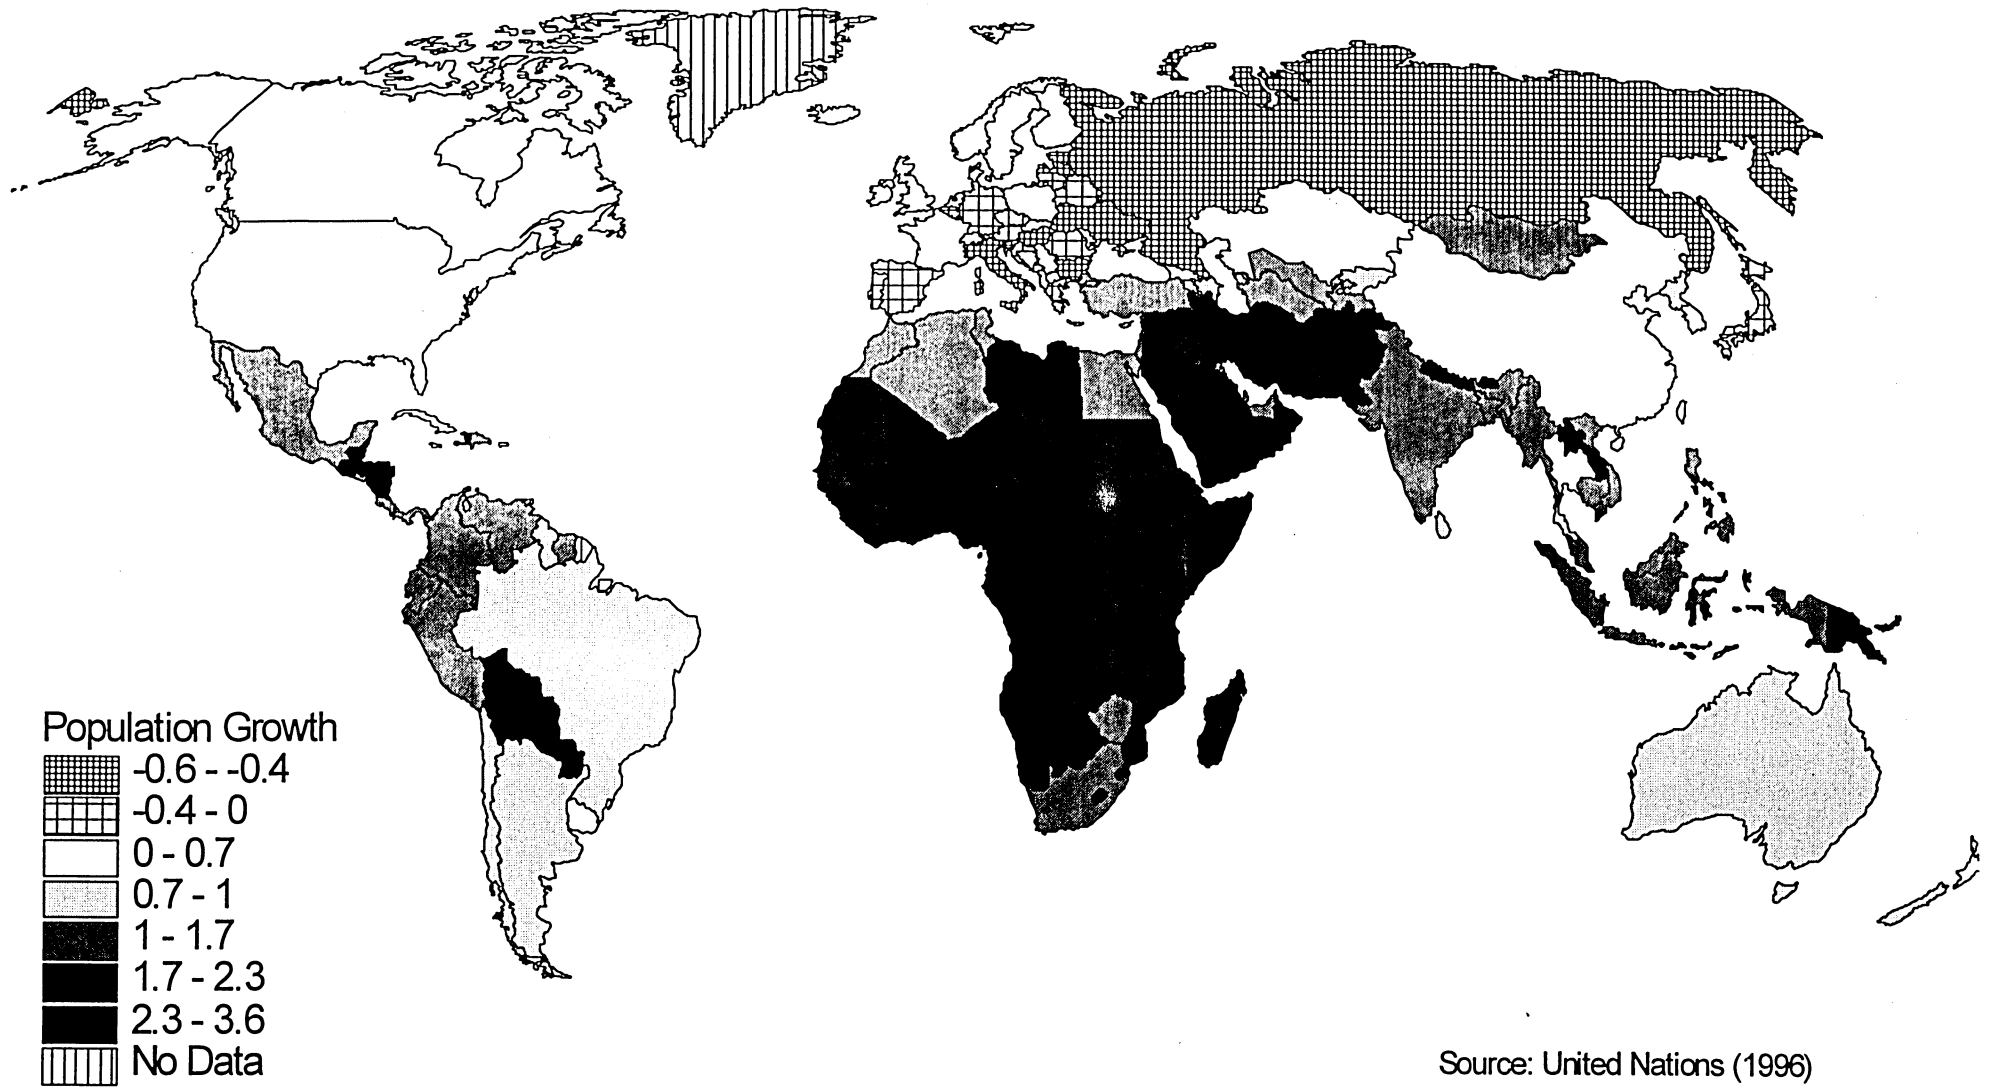 Population Growth
-0.6 - -0.4
-0.4 - 0
0 - 0.7
0.7 - 1
1 - 1.7
1.7 - 2.3
2.3 - 3.6
No Data
Source: United Nations (1996)